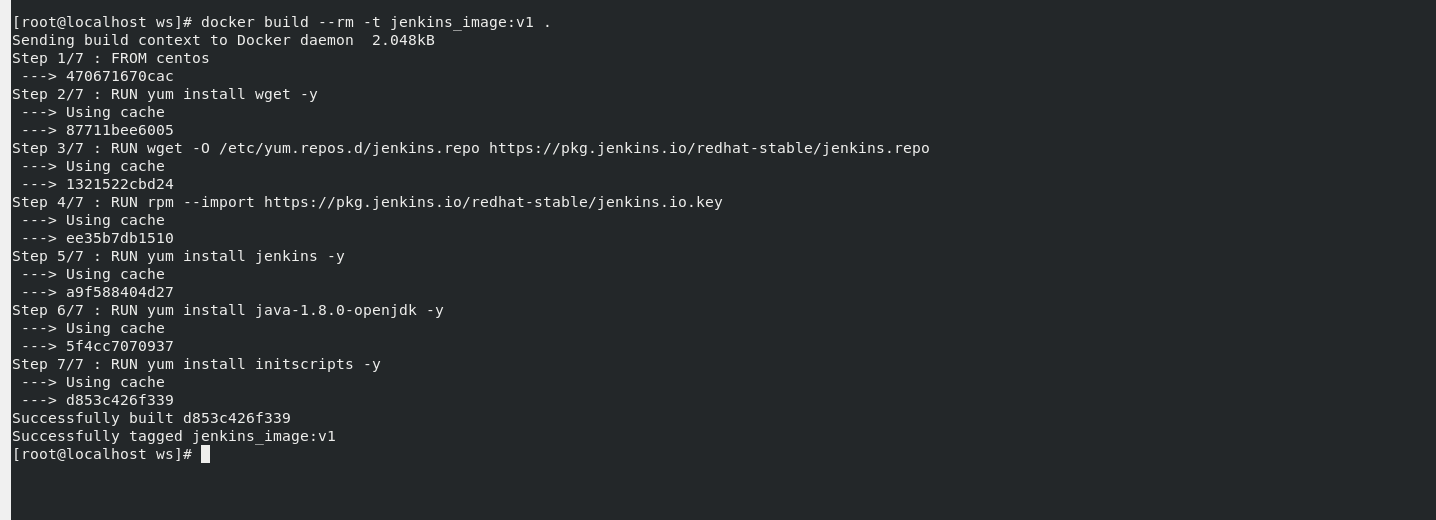 [root@localhost ws]# docker build --rm -t jenkins_image:v1 .
Sending build context to Docker daemon  2.048kB
Step 1/7 : FROM centos
 ---> 470671670cac
Step 2/7 : RUN yum install wget -y
 ---> Using cache
 ---> 87711bee6005
Step 3/7 : RUN wget -O /etc/yum.repos.d/jenkins.repo https://pkg.jenkins.io/redhat-stable/jenkins.repo
 ---> Using cache
 ---> 1321522cbd24
Step 4/7 : RUN rpm --import https://pkg.jenkins.io/redhat-stable/jenkins.io.key
 ---> Using cache
 ---> ee35b7db1510
Step 5/7 : RUN yum install jenkins -y
 ---> Using cache
 ---> a9f588404d27
Step 6/7 : RUN yum install java-1.8.0-openjdk -y
 ---> Using cache
 ---> 5f4cc7070937
Step 7/7 : RUN yum install initscripts -y
 ---> Using cache
 ---> d853c426f339
Successfully built d853c426f339
Successfully tagged jenkins_image:v1
[root@localhost ws]#